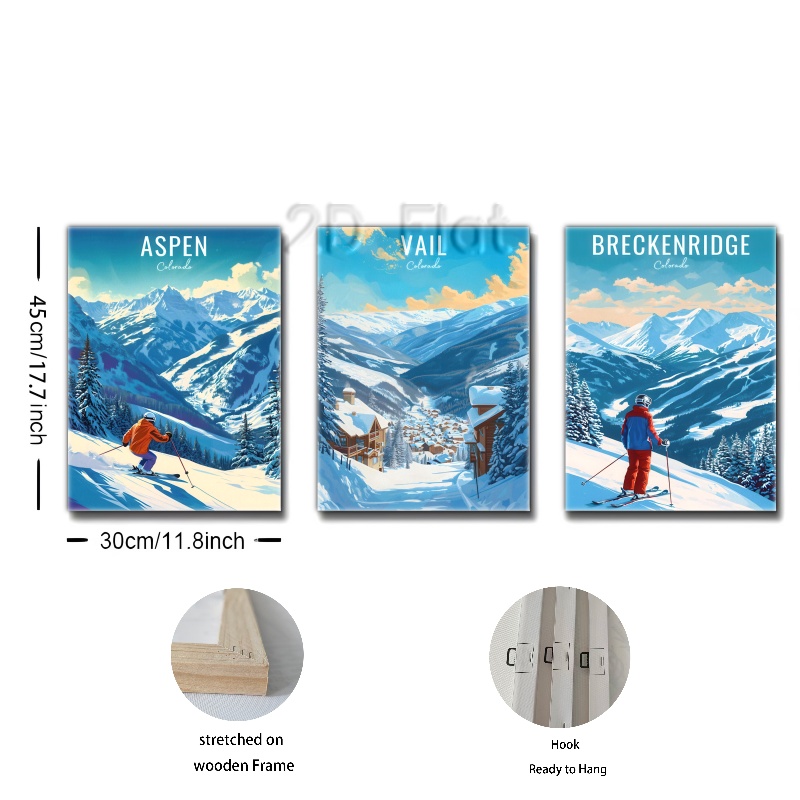 2D Flat
ASPEN
Colorado
VAIL
Colorado
BRECKENRIDGE
Colorado
45cm/17.7inch
30cm/11.8inch
stretched on
wooden Frame
Hook
Ready to Hang